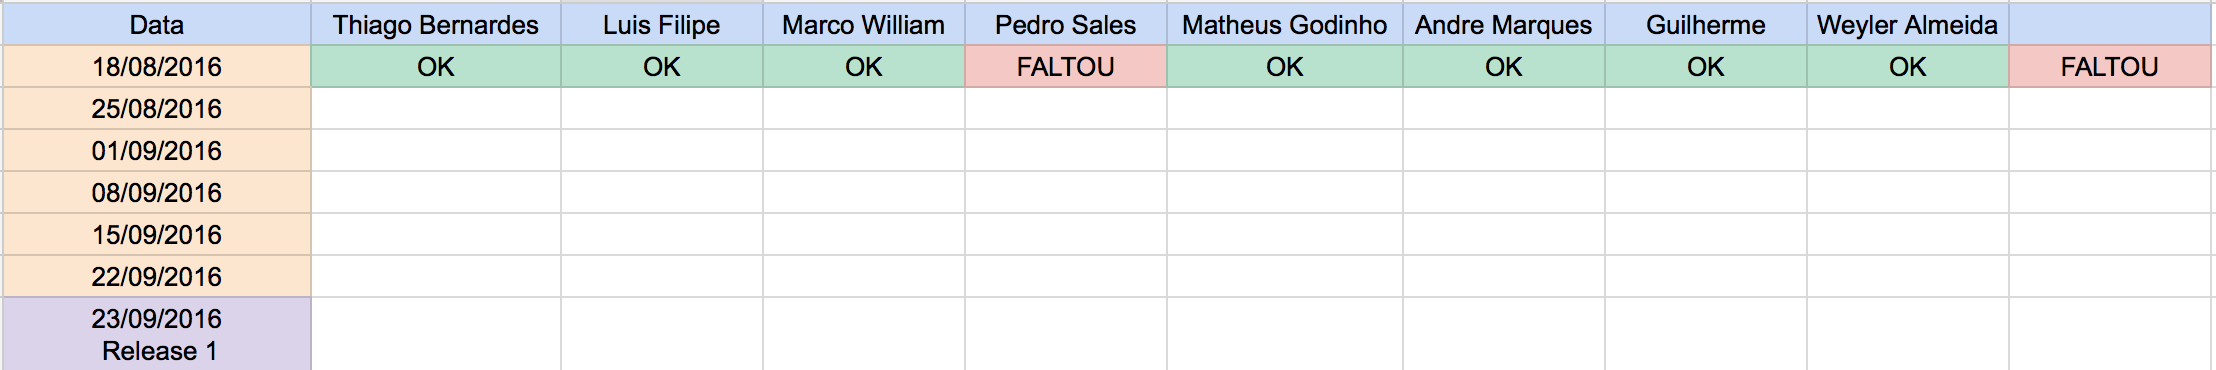 Data Thiago Bernardes Luis Filipe Marco William Pedro Sales Matheus Godinho Andre Marques Guilherme Weyler Almeida
18/08/2016 OK OK OK FALTOU OK OK OK OK FALTOU
25/08/2016
01/09/2016
08/09/2016
15/09/2016
22/09/2016
23/09/2016
Release 1